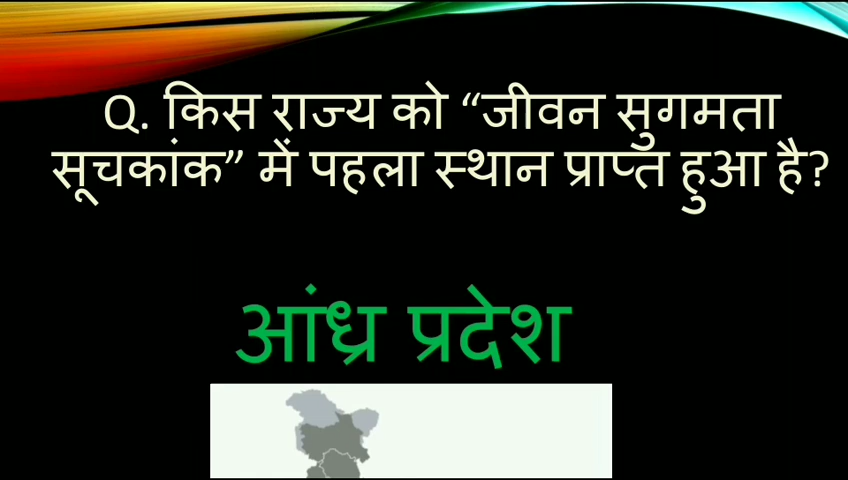 Q. किस राज्य को “जीवन सुगमता
सूचकांक” में पहला स्थान प्राप्त हुआ है?
आंध्र प्रदेश